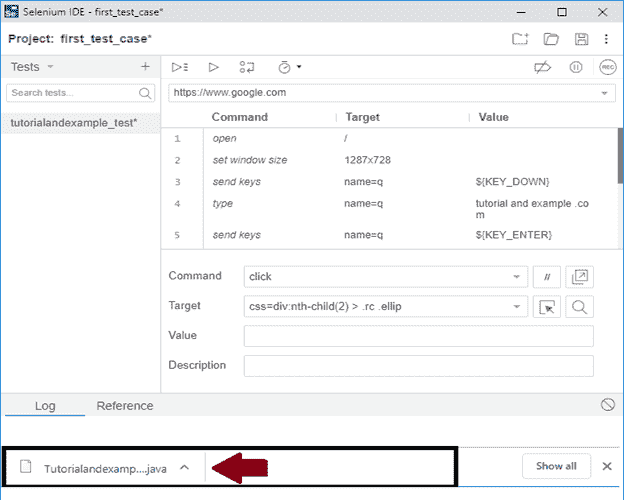 Selenium IDE - first_test_case*
Project: first_test_case*
Tests
Search tests...
tutorialandexample_test*
https://www.google.com
Command Target Value
1 open /
2 set window size 1287x728
3 send keys name=q ${KEY_DOWN}
4 type name=q tutorial and example .co
m
5 send keys name=q ${KEY_ENTER}
Command click //
Target css=div:nth-child(2) > .rc .ellip
Value
Description
Log Reference
Tutorialandexamp....java Show all